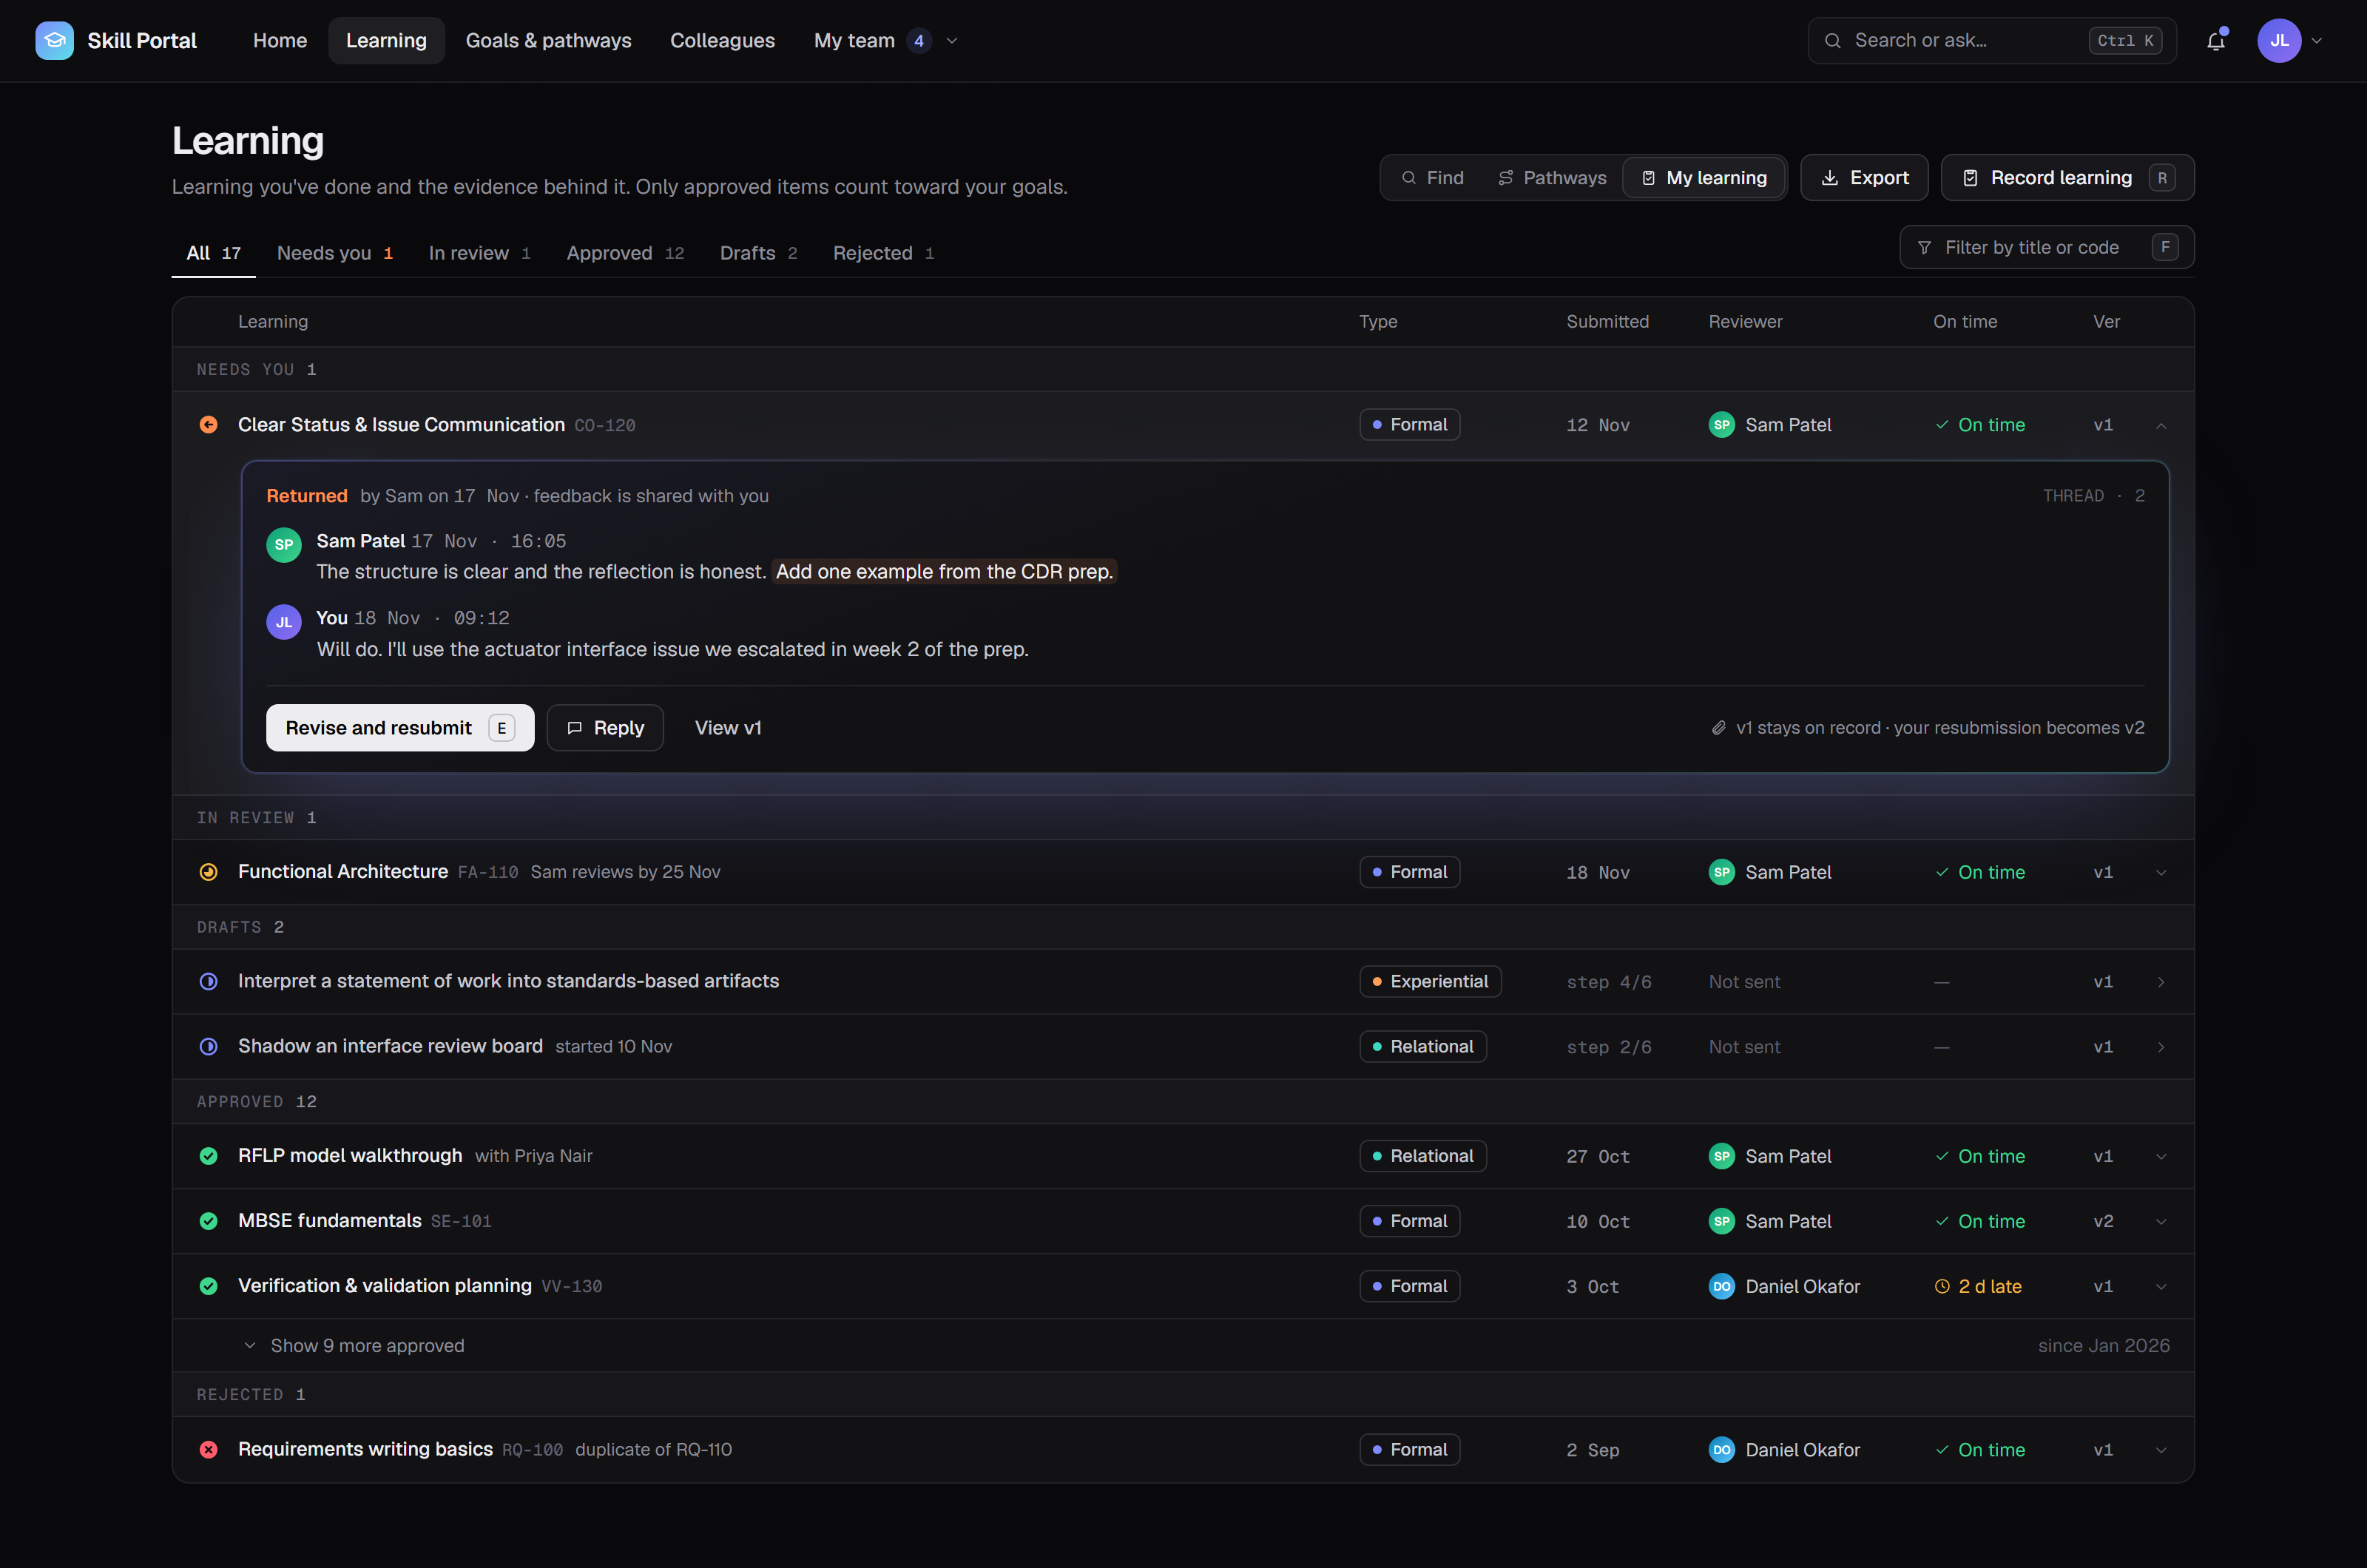 Skill Portal Home Learning Goals & pathways Colleagues My team 4 Search or ask... Ctrl K JL
Learning
Learning you've done and the evidence behind it. Only approved items count toward your goals.
Find Pathways My learning Export Record learning R
All 17 Needs you 1 In review 1 Approved 12 Drafts 2 Rejected 1 Filter by title or code F
Learning Type Submitted Reviewer On time Ver
NEEDS YOU 1
Clear Status & Issue Communication CO-120 Formal 12 Nov SP Sam Patel On time v1
Returned by Sam on 17 Nov · feedback is shared with you THREAD · 2
SP Sam Patel 17 Nov · 16:05
The structure is clear and the reflection is honest. Add one example from the CDR prep.
JL You 18 Nov · 09:12
Will do. I'll use the actuator interface issue we escalated in week 2 of the prep.
Revise and resubmit E Reply View v1 v1 stays on record · your resubmission becomes v2
IN REVIEW 1
Functional Architecture FA-110 Sam reviews by 25 Nov Formal 18 Nov SP Sam Patel On time v1
DRAFTS 2
Interpret a statement of work into standards-based artifacts Experiential step 4/6 Not sent — v1
Shadow an interface review board started 10 Nov Relational step 2/6 Not sent — v1
APPROVED 12
RFLP model walkthrough with Priya Nair Relational 27 Oct SP Sam Patel On time v1
MBSE fundamentals SE-101 Formal 10 Oct SP Sam Patel On time v2
Verification & validation planning VV-130 Formal 3 Oct DO Daniel Okafor 2 d late v1
Show 9 more approved since Jan 2026
REJECTED 1
Requirements writing basics RQ-100 duplicate of RQ-110 Formal 2 Sep DO Daniel Okafor On time v1